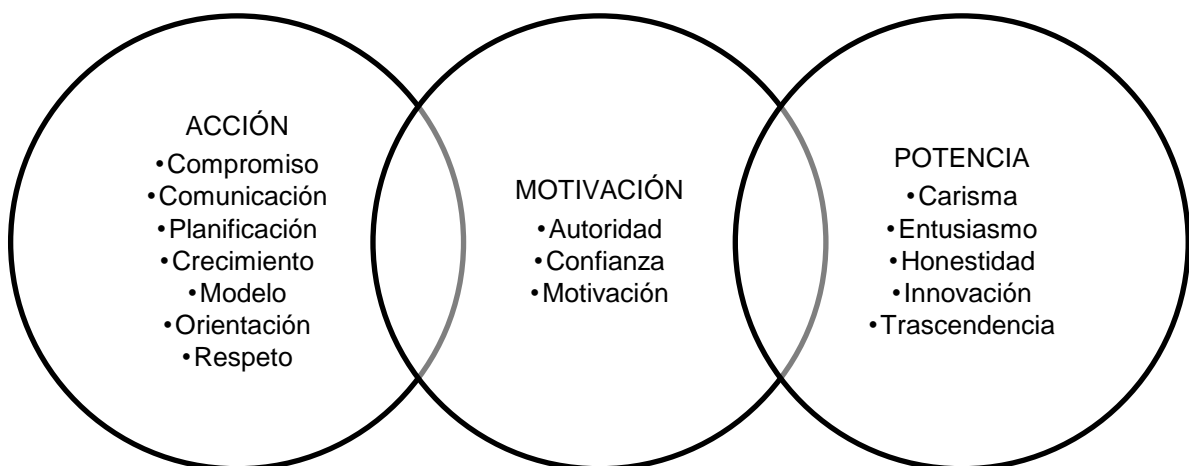 ACCIÓN
•Compromiso
•Comunicación
•Planificación
•Crecimiento
•Modelo
•Orientación
•Respeto
MOTIVACIÓN
•Autoridad
•Confianza
•Motivación
POTENCIA
•Carisma
•Entusiasmo
•Honestidad
•Innovación
•Trascendencia